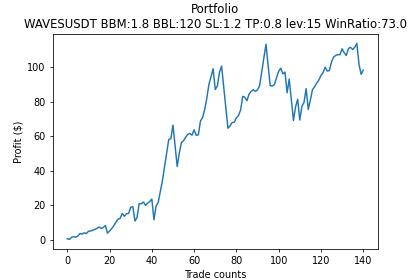 Portfolio
WAVESUSDT BBM:1.8 BBL:120 SL:1.2 TP:0.8 lev:15 WinRatio:73.0
100
80
60
40
20
0
Profit ($)
0 20 40 60 80 100 120 140
Trade counts